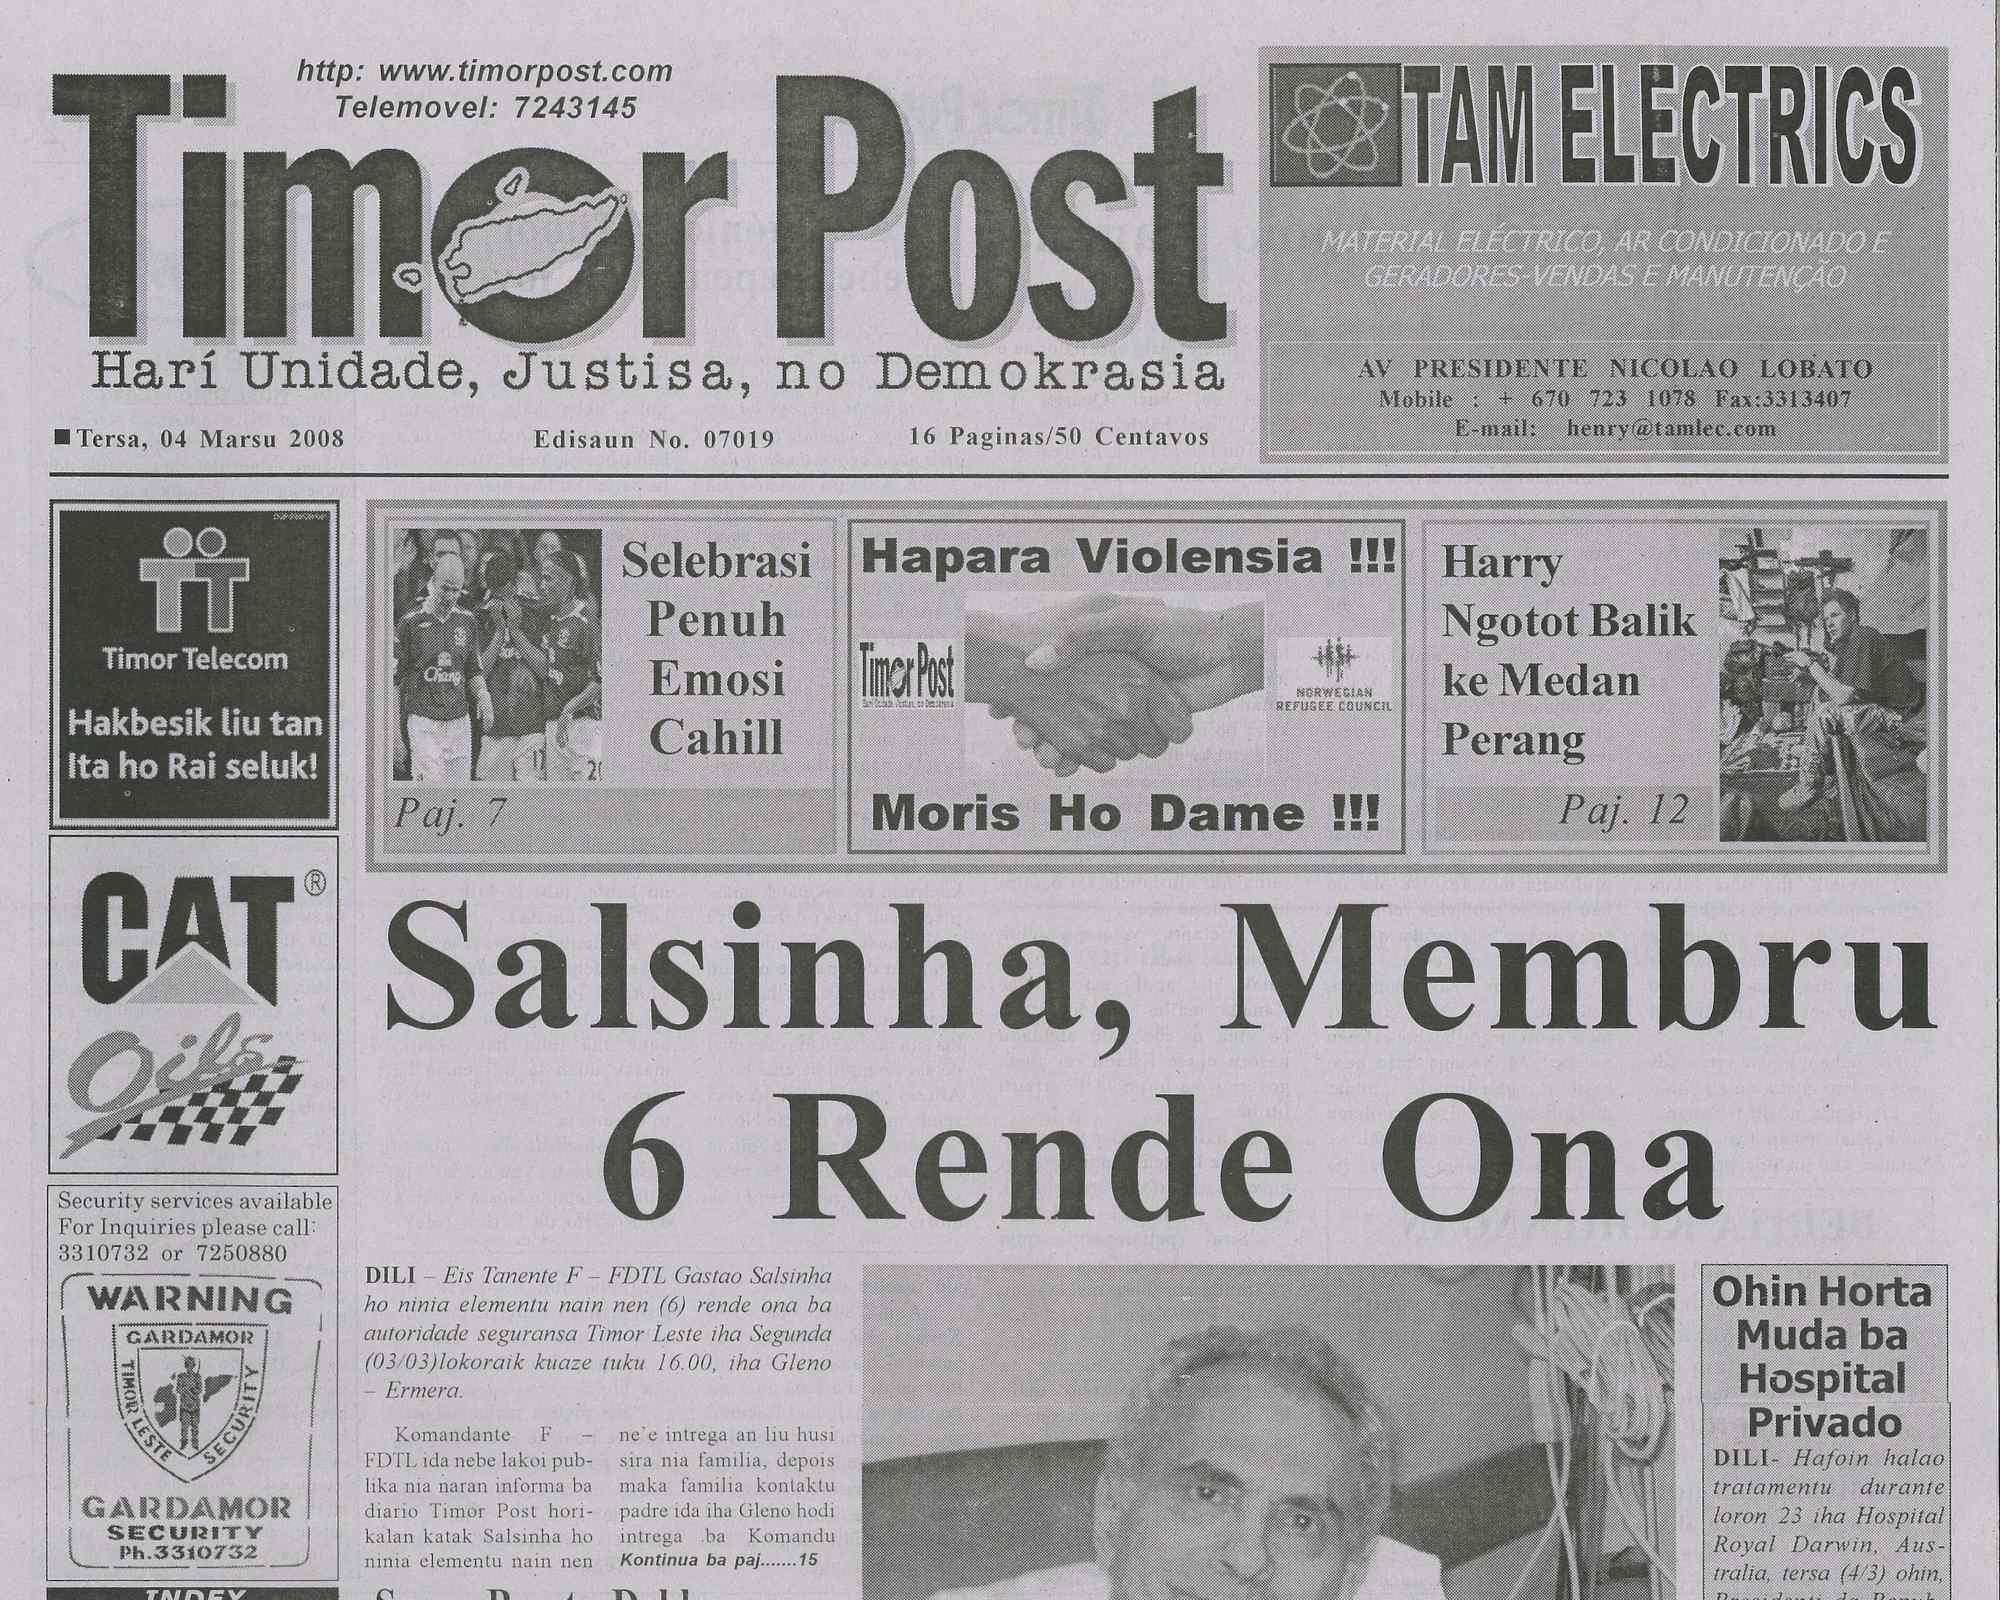 http: www.timorpost.com
Telemovel: 7243145
Timor Post
Harí Unidade, Justisa, no Demokrasia
Tersa, 04 Marsu 2008
Edisaun No. 07019
16 Paginas/50 Centavos
TAM ELECTRICS
MATERIAL ELÉCTRICO, AR CONDICIONADO E
GERADORES-VENDAS E MANUTENÇÃO
AV PRESIDENTE NICOLAO LOBATO
Mobile : + 670 723 1078 Fax:3313407
E-mail: henry@tamlec.com
Timor Telecom
Hakbesik liu tan
Ita ho Rai seluk!
CAT®
Oils
Security services available
For Inquiries please call:
3310732 or 7250880
WARNING
GARDAMOR
TIMOR LESTE SECURITY
GARDAMOR
SECURITY
Ph.3310732
INDEX
Chang
Selebrasi
Penuh
Emosi
Cahill
Paj. 7
Hapara Violensia !!!
Timor Post
Harí Unidade, Justisa, no Demokrasia
NORWEGIAN
REFUGEE COUNCIL
Moris Ho Dame !!!
Harry
Ngotot Balik
ke Medan
Perang
Paj. 12
Salsinha, Membru
6 Rende Ona
DILI – Eis Tanente F – FDTL Gastao Salsinha
ho ninia elementu nain nen (6) rende ona ba
autoridade seguransa Timor Leste iha Segunda
(03/03)lokoraik kuaze tuku 16.00, iha Gleno
– Ermera.
Komandante F –
FDTL ida nebe lakoi pub-
lika nia naran informa ba
diario Timor Post hori-
kalan katak Salsinha ho
ninia elementu nain nen
ne'e intrega an liu husi
sira nia familia, depois
maka familia kontaktu
padre ida iha Gleno hodi
intrega ba Komandu
Kontinua ba paj.......15
Ohin Horta
Muda ba
Hospital
Privado
DILI- Hafoin halao
tratamentu durante
loron 23 iha Hospital
Royal Darwin, Aus-
tralia, tersa (4/3) ohin,